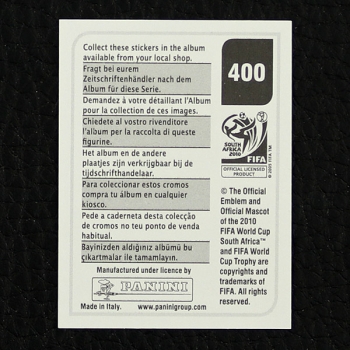 Collect these stickers in the album
available from your local shop.
Fragt bei eurem
Zeitschriftenhändler nach dem
Album für diese Serie.
Demandez à votre détaillant l'Album
pour la collection de ces images.
Chiedete al vostro rivenditore
l'album per la raccolta di queste
figurine.
Het album en de andere
plaatjes zijn verkrijgbaar bij de
tijdschrifthandelaar.
Para coleccionar estos cromos
compra tu álbum en cualquier
kiosco.
Pede a caderneta desta colecção
de cromos no teu ponto de venda
habitual.
Bayinizden aldığınız albümü bu
çıkartmalar ile tamamlayın.
Manufactured under licence by
PANINI
Made in Italy. www.paninigroup.com
400
SOUTH AFRICA
2010
FIFA
OFFICIAL LICENSED
PRODUCT
© 2005 FIFA TM
© The Official
Emblem and
Official Mascot
of the 2010
FIFA World Cup
South Africa™
and FIFA World
Cup Trophy are
copyrights and
trademarks of
FIFA. All rights
reserved.